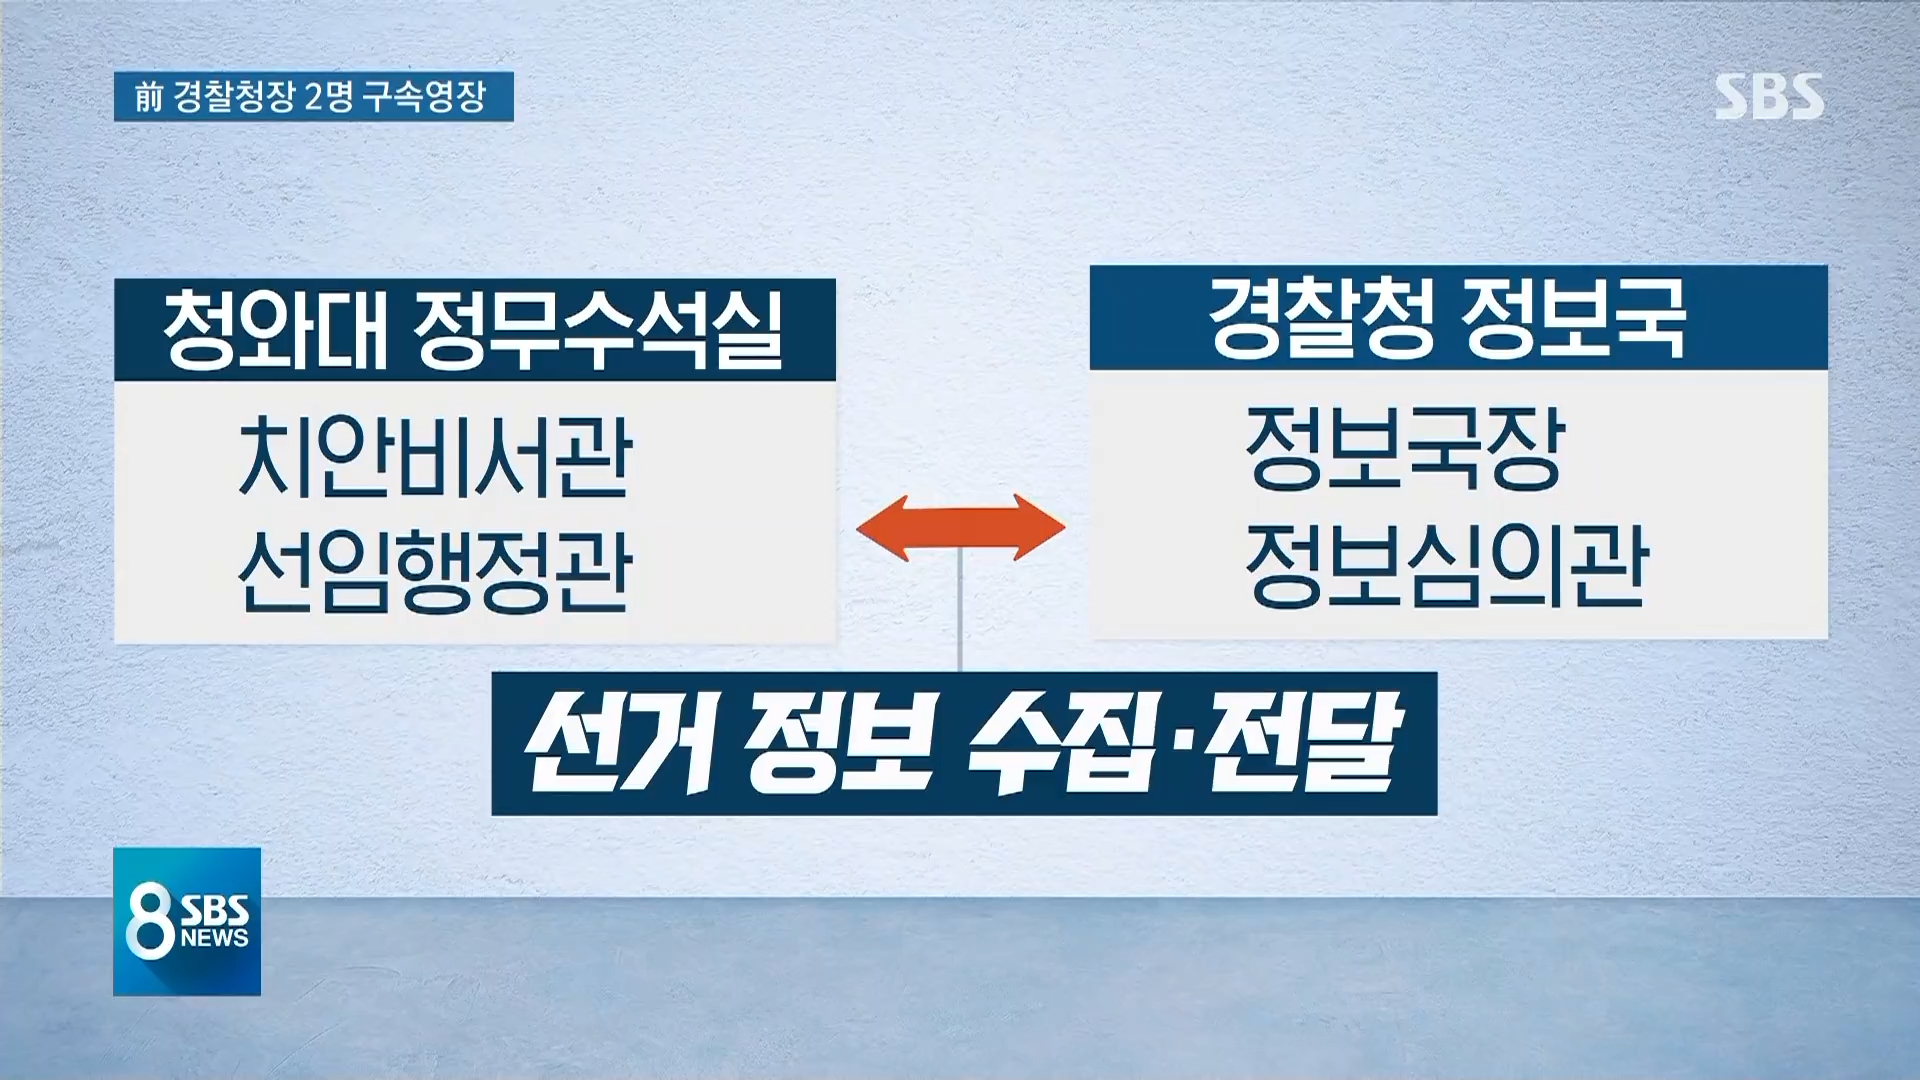 前 경찰청장 2명 구속영장
SBS
청와대 정무수석실
치안비서관
선임행정관
경찰청 정보국
정보국장
정보심의관
선거 정보 수집·전달
8 SBS
NEWS